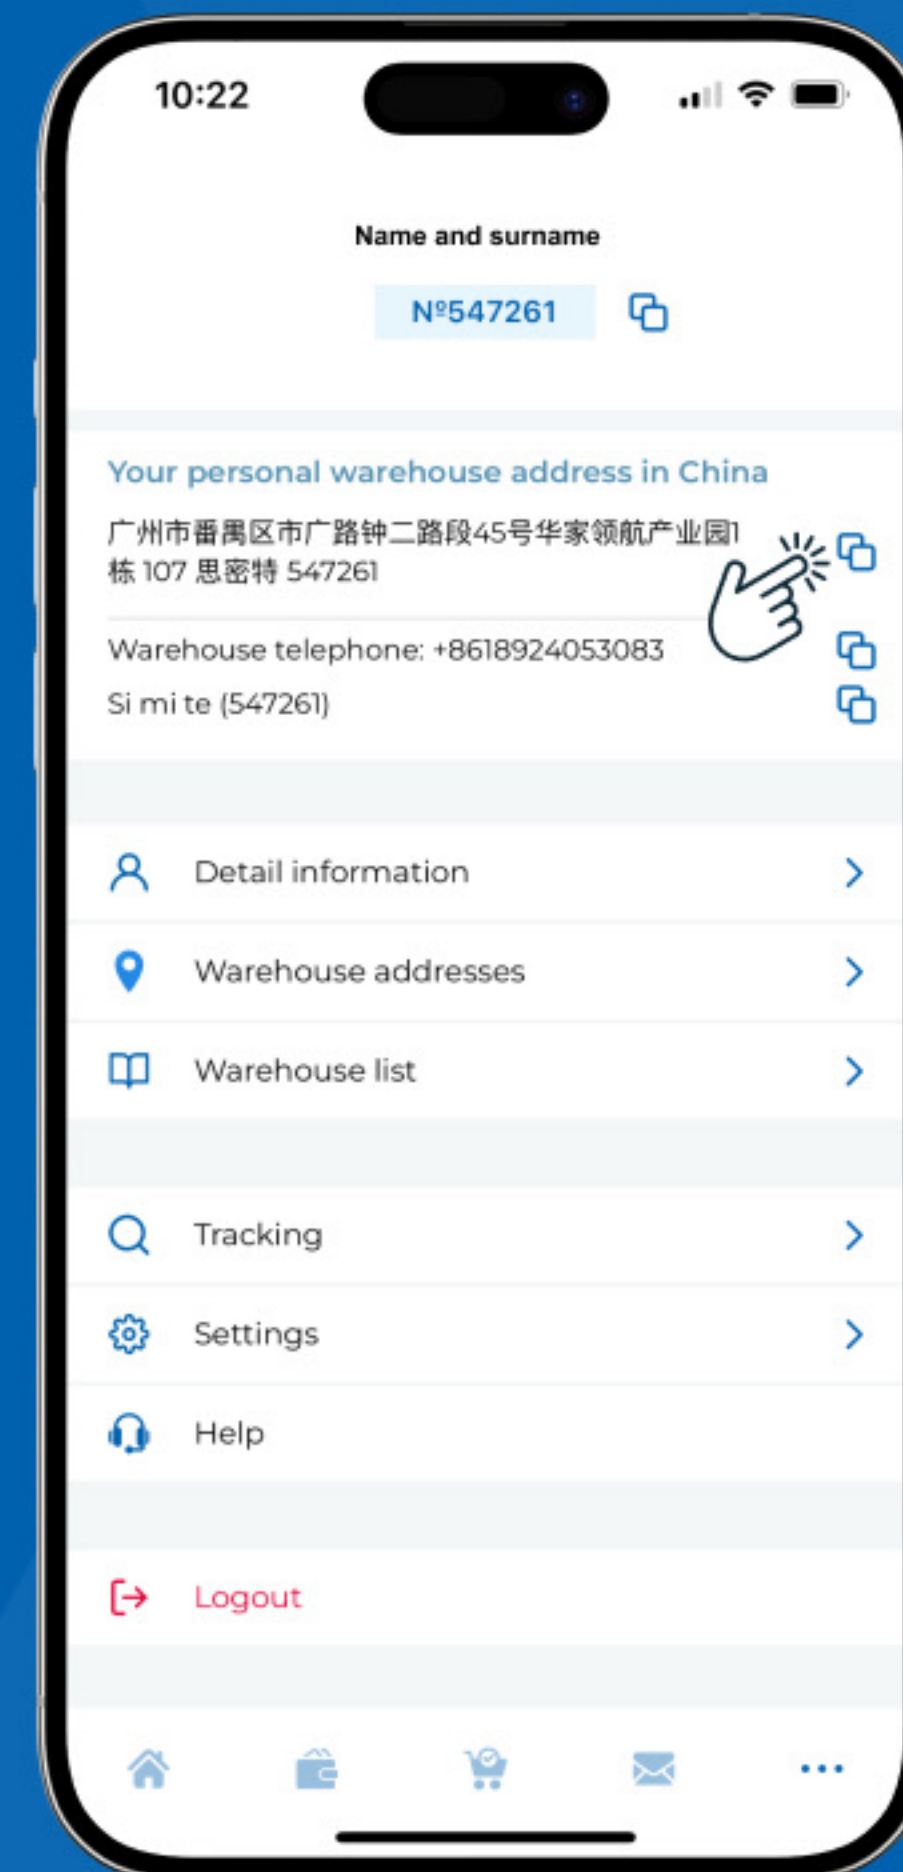 10:22
Name and surname
Nº547261
Your personal warehouse address in China
广州市番禺区市广路钟二路段45号华家领航产业园1
栋 107 思密特 547261
Warehouse telephone: +8618924053083
Si mi te (547261)
Detail information
Warehouse addresses
Warehouse list
Tracking
Settings
Help
Logout